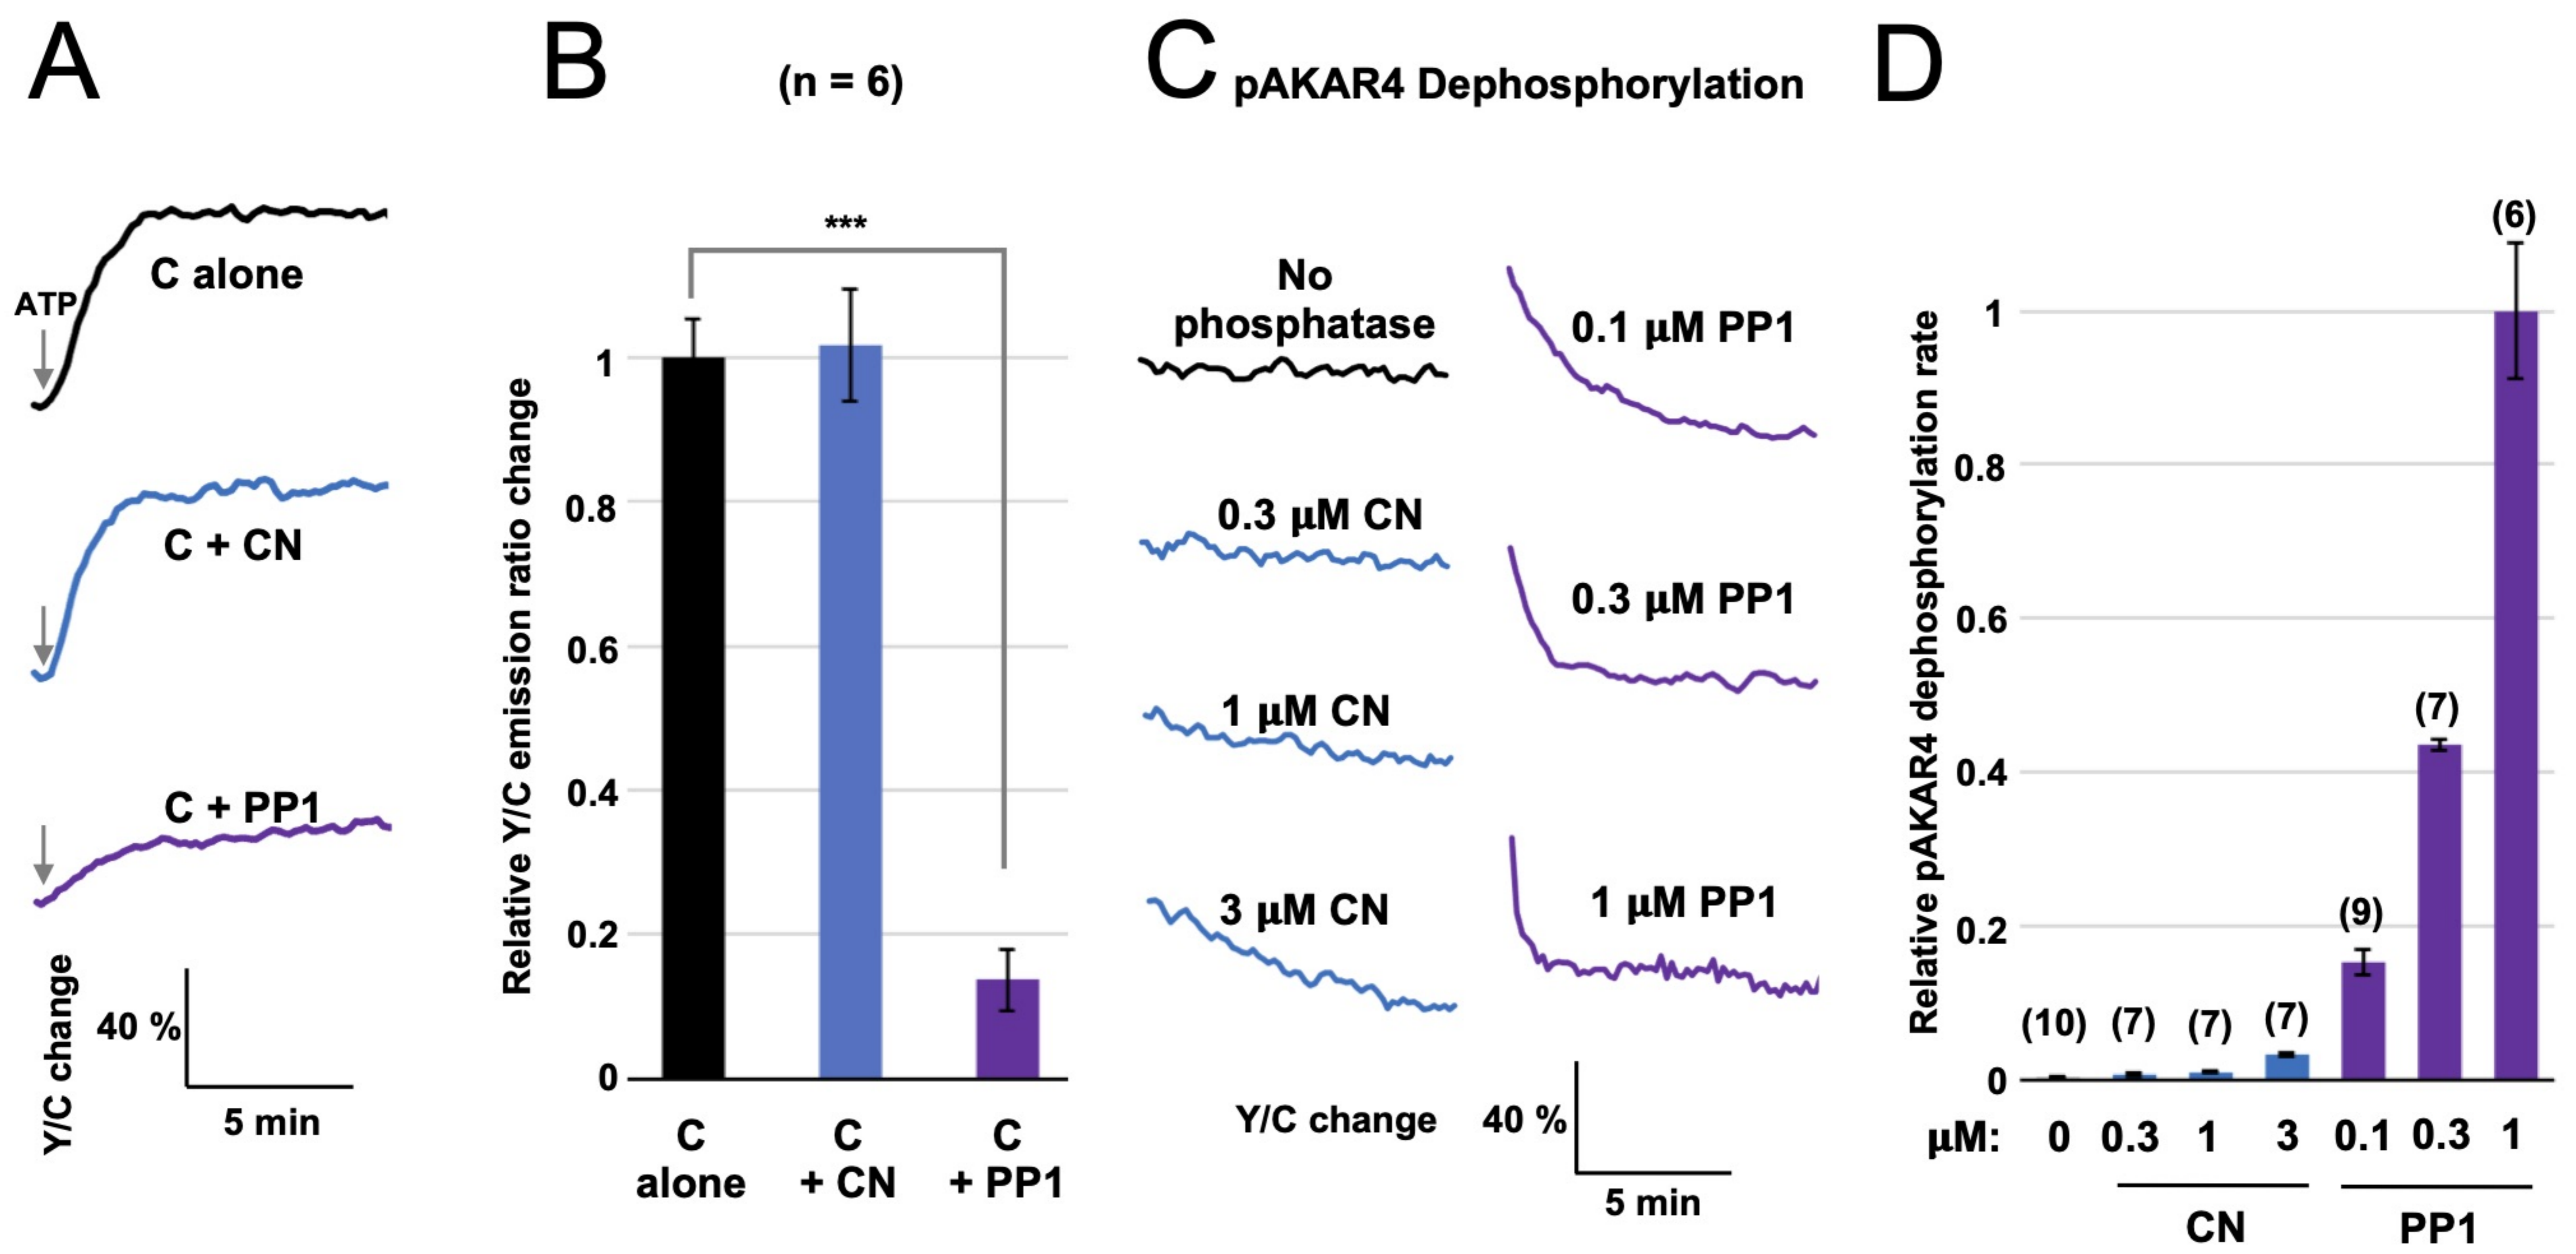 A
ATP
C alone
C + CN
C + PP1
Y/C change
40 %
5 min
B
(n = 6)
***
Relative Y/C emission ratio change
1
0.8
0.6
0.4
0.2
0
C
alone
C
+ CN
C
+ PP1
C
pAKAR4 Dephosphorylation
No
phosphatase
0.3 µM CN
1 µM CN
3 µM CN
0.1 µM PP1
0.3 µM PP1
1 µM PP1
Y/C change
40 %
5 min
D
Relative pAKAR4 dephosphorylation rate
1
0.8
0.6
0.4
0.2
0
(10)
(7)
(7)
(7)
(9)
(7)
(6)
µM: 0 0.3 1 3 0.1 0.3 1
CN PP1